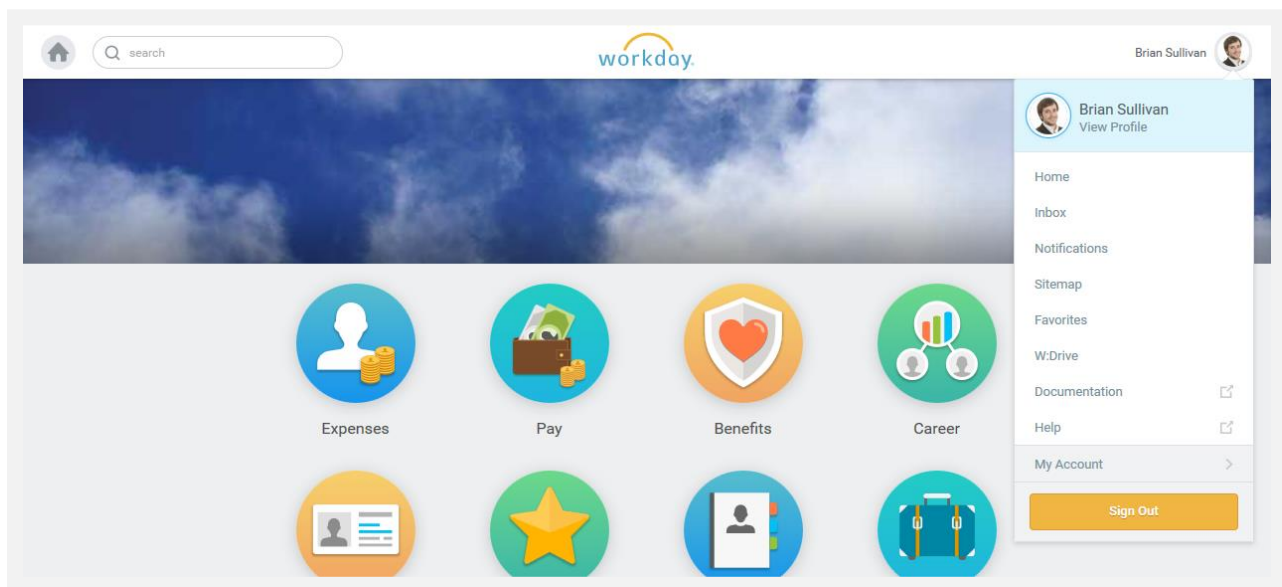 search
workday.
Brian Sullivan
Brian Sullivan
View Profile
Home
Inbox
Notifications
Sitemap
Favorites
W:Drive
Documentation
Help
My Account
Sign Out
Expenses
Pay
Benefits
Career